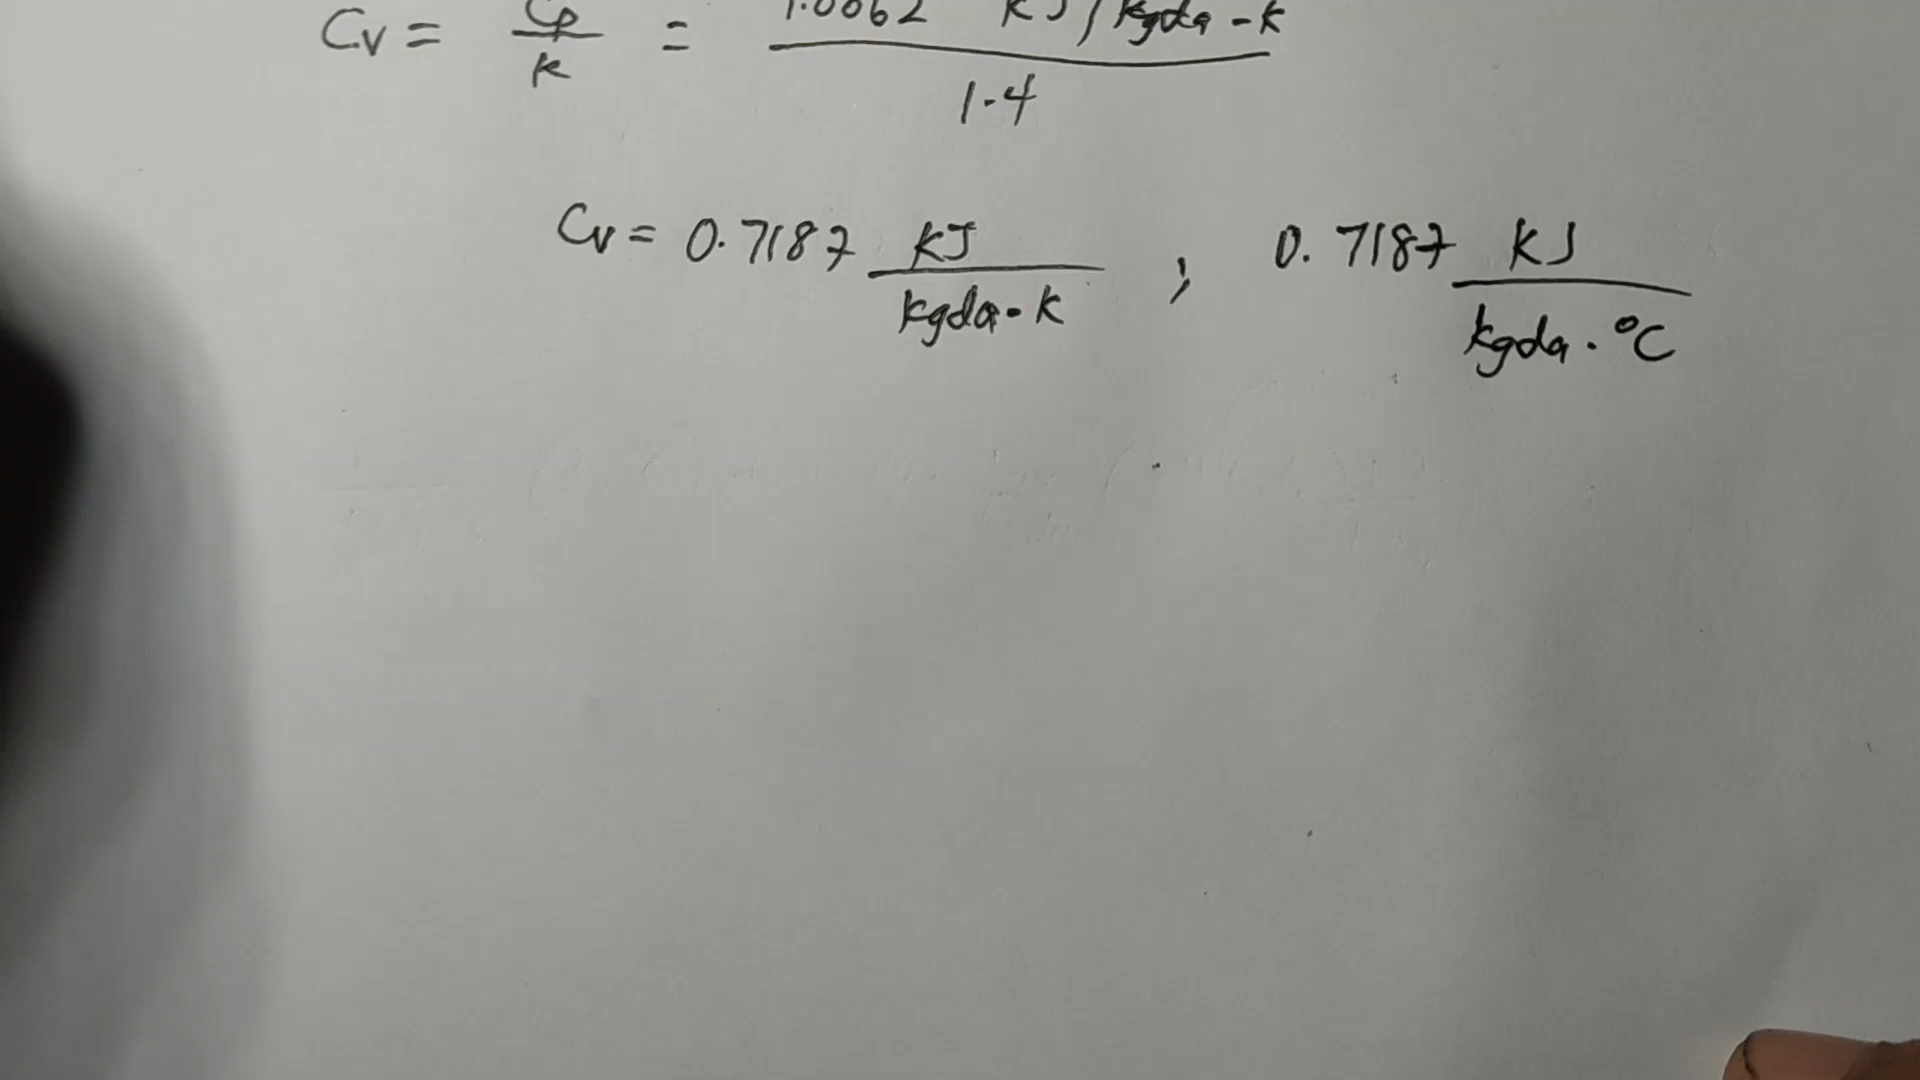 Cv = Cp/k = 1.0062 KJ/kgda-k / 1.4
Cv = 0.7187 KJ/kgda·k ; 0.7187 KJ/kgda·°C